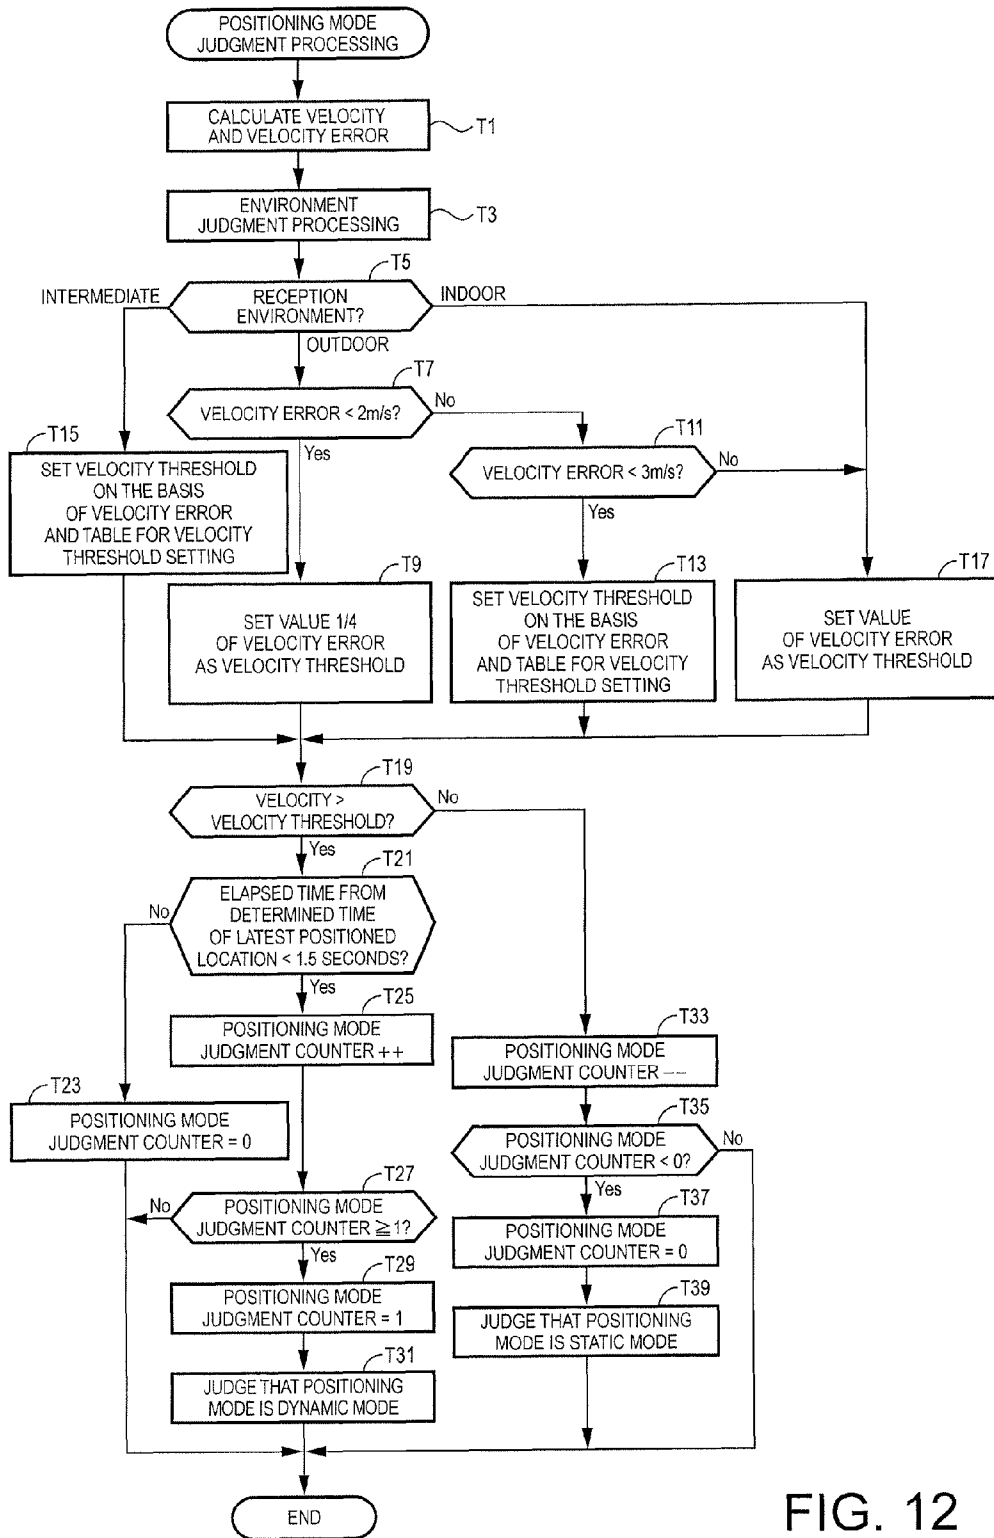 POSITIONING MODE
JUDGMENT PROCESSING
CALCULATE VELOCITY
AND VELOCITY ERROR
T1
ENVIRONMENT
JUDGMENT PROCESSING
T3
T5
INTERMEDIATE
RECEPTION
ENVIRONMENT?
INDOOR
OUTDOOR
T7
VELOCITY ERROR < 2m/s?
No
Yes
T11
VELOCITY ERROR < 3m/s?
No
Yes
T15
SET VELOCITY THRESHOLD
ON THE BASIS
OF VELOCITY ERROR
AND TABLE FOR VELOCITY
THRESHOLD SETTING
T9
SET VALUE 1/4
OF VELOCITY ERROR
AS VELOCITY THRESHOLD
T13
SET VELOCITY THRESHOLD
ON THE BASIS
OF VELOCITY ERROR
AND TABLE FOR VELOCITY
THRESHOLD SETTING
T17
SET VALUE
OF VELOCITY ERROR
AS VELOCITY THRESHOLD
T19
VELOCITY >
VELOCITY THRESHOLD?
No
Yes
T21
ELAPSED TIME FROM
DETERMINED TIME
OF LATEST POSITIONED
LOCATION < 1.5 SECONDS?
No
Yes
T25
POSITIONING MODE
JUDGMENT COUNTER ++
T33
POSITIONING MODE
JUDGMENT COUNTER --
T23
POSITIONING MODE
JUDGMENT COUNTER = 0
T35
POSITIONING MODE
JUDGMENT COUNTER < 0?
No
Yes
T27
POSITIONING MODE
JUDGMENT COUNTER ≧ 1?
No
Yes
T37
POSITIONING MODE
JUDGMENT COUNTER = 0
T29
POSITIONING MODE
JUDGMENT COUNTER = 1
T39
JUDGE THAT POSITIONING
MODE IS STATIC MODE
T31
JUDGE THAT POSITIONING
MODE IS DYNAMIC MODE
END
FIG. 12